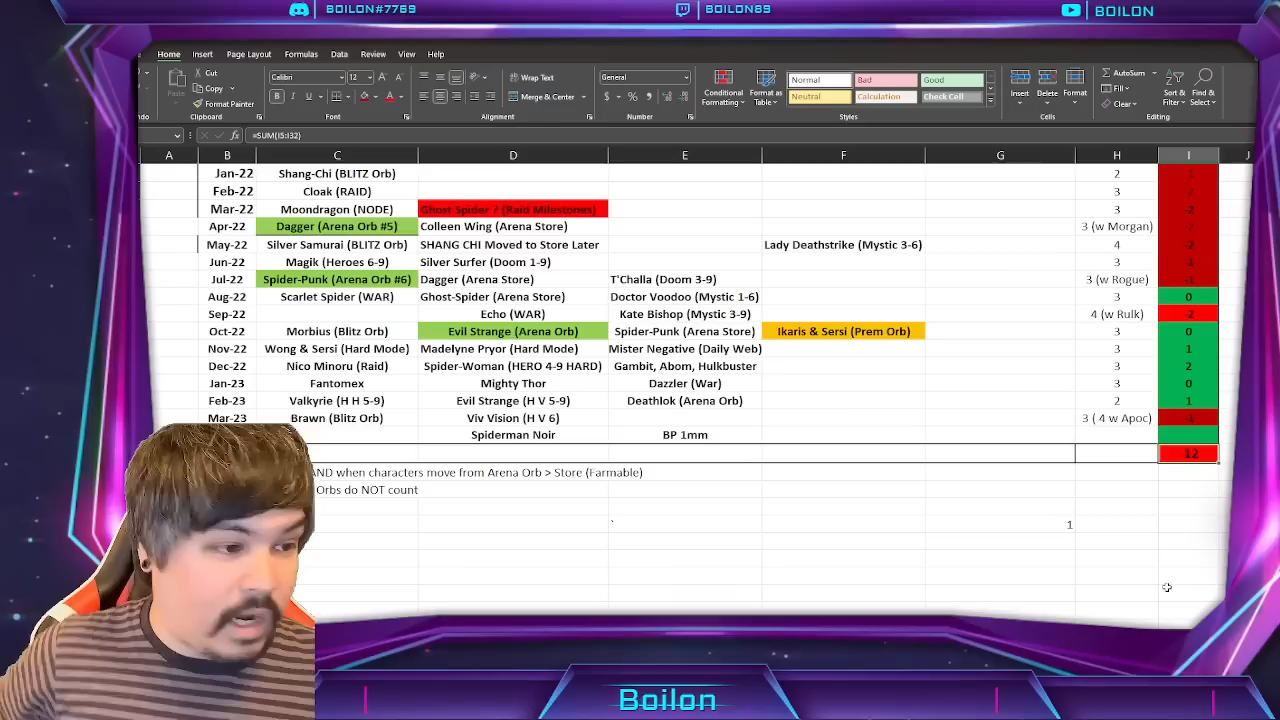 BOILON#7769
BOILON89
BOILON
Home Insert Page Layout Formulas Data Review View Help
Cut
Copy
Format Painter
Paste
Clipboard
Calibri 12
B I U
Font
Wrap Text
Merge & Center
Alignment
General
$ %
Number
Conditional Formatting
Format as Table
Normal Bad Good
Neutral Calculation Check Cell
Styles
Insert Delete Format
Cells
AutoSum
Fill
Clear
Sort & Filter
Find & Select
Editing
fx =SUM(I5:I32)
A B C D E F G H I J
Jan-22 Shang-Chi (BLITZ Orb) 2
Feb-22 Cloak (RAID) 3
Mar-22 Moondragon (NODE) Ghost Spider ? (Raid Milestones) 3 -2
Apr-22 Dagger (Arena Orb #5) Colleen Wing (Arena Store) 3 (w Morgan) -2
May-22 Silver Samurai (BLITZ Orb) SHANG CHI Moved to Store Later Lady Deathstrike (Mystic 3-6) 4 -2
Jun-22 Magik (Heroes 6-9) Silver Surfer (Doom 1-9) 3 -1
Jul-22 Spider-Punk (Arena Orb #6) Dagger (Arena Store) T'Challa (Doom 3-9) 3 (w Rogue) -1
Aug-22 Scarlet Spider (WAR) Ghost-Spider (Arena Store) Doctor Voodoo (Mystic 1-6) 3 0
Sep-22 Echo (WAR) Kate Bishop (Mystic 3-9) 4 (w Rulk) -2
Oct-22 Morbius (Blitz Orb) Evil Strange (Arena Orb) Spider-Punk (Arena Store) Ikaris & Sersi (Prem Orb) 3 0
Nov-22 Wong & Sersi (Hard Mode) Madelyne Pryor (Hard Mode) Mister Negative (Daily Web) 3 1
Dec-22 Nico Minoru (Raid) Spider-Woman (HERO 4-9 HARD) Gambit, Abom, Hulkbuster 3 2
Jan-23 Fantomex Mighty Thor Dazzler (War) 3 0
Feb-23 Valkyrie (H H 5-9) Evil Strange (H V 5-9) Deathlok (Arena Orb) 2 1
Mar-23 Brawn (Blitz Orb) Viv Vision (H V 6) 3 ( 4 w Apoc) -1
Spiderman Noir BP 1mm
12
AND when characters move from Arena Orb > Store (Farmable)
Orbs do NOT count
` 1
Boilon